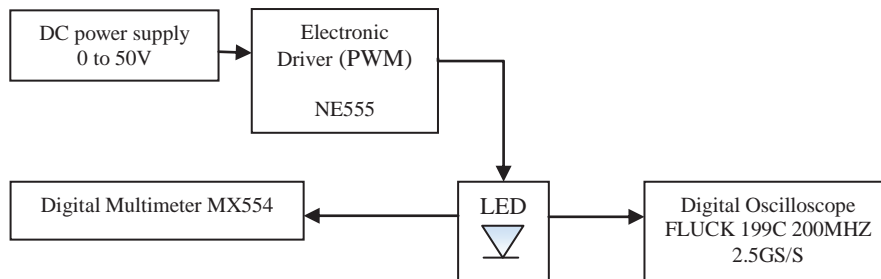 DC power supply
0 to 50V
Electronic
Driver (PWM)
NE555
Digital Multimeter MX554
LED
Digital Oscilloscope
FLUCK 199C 200MHZ
2.5GS/S